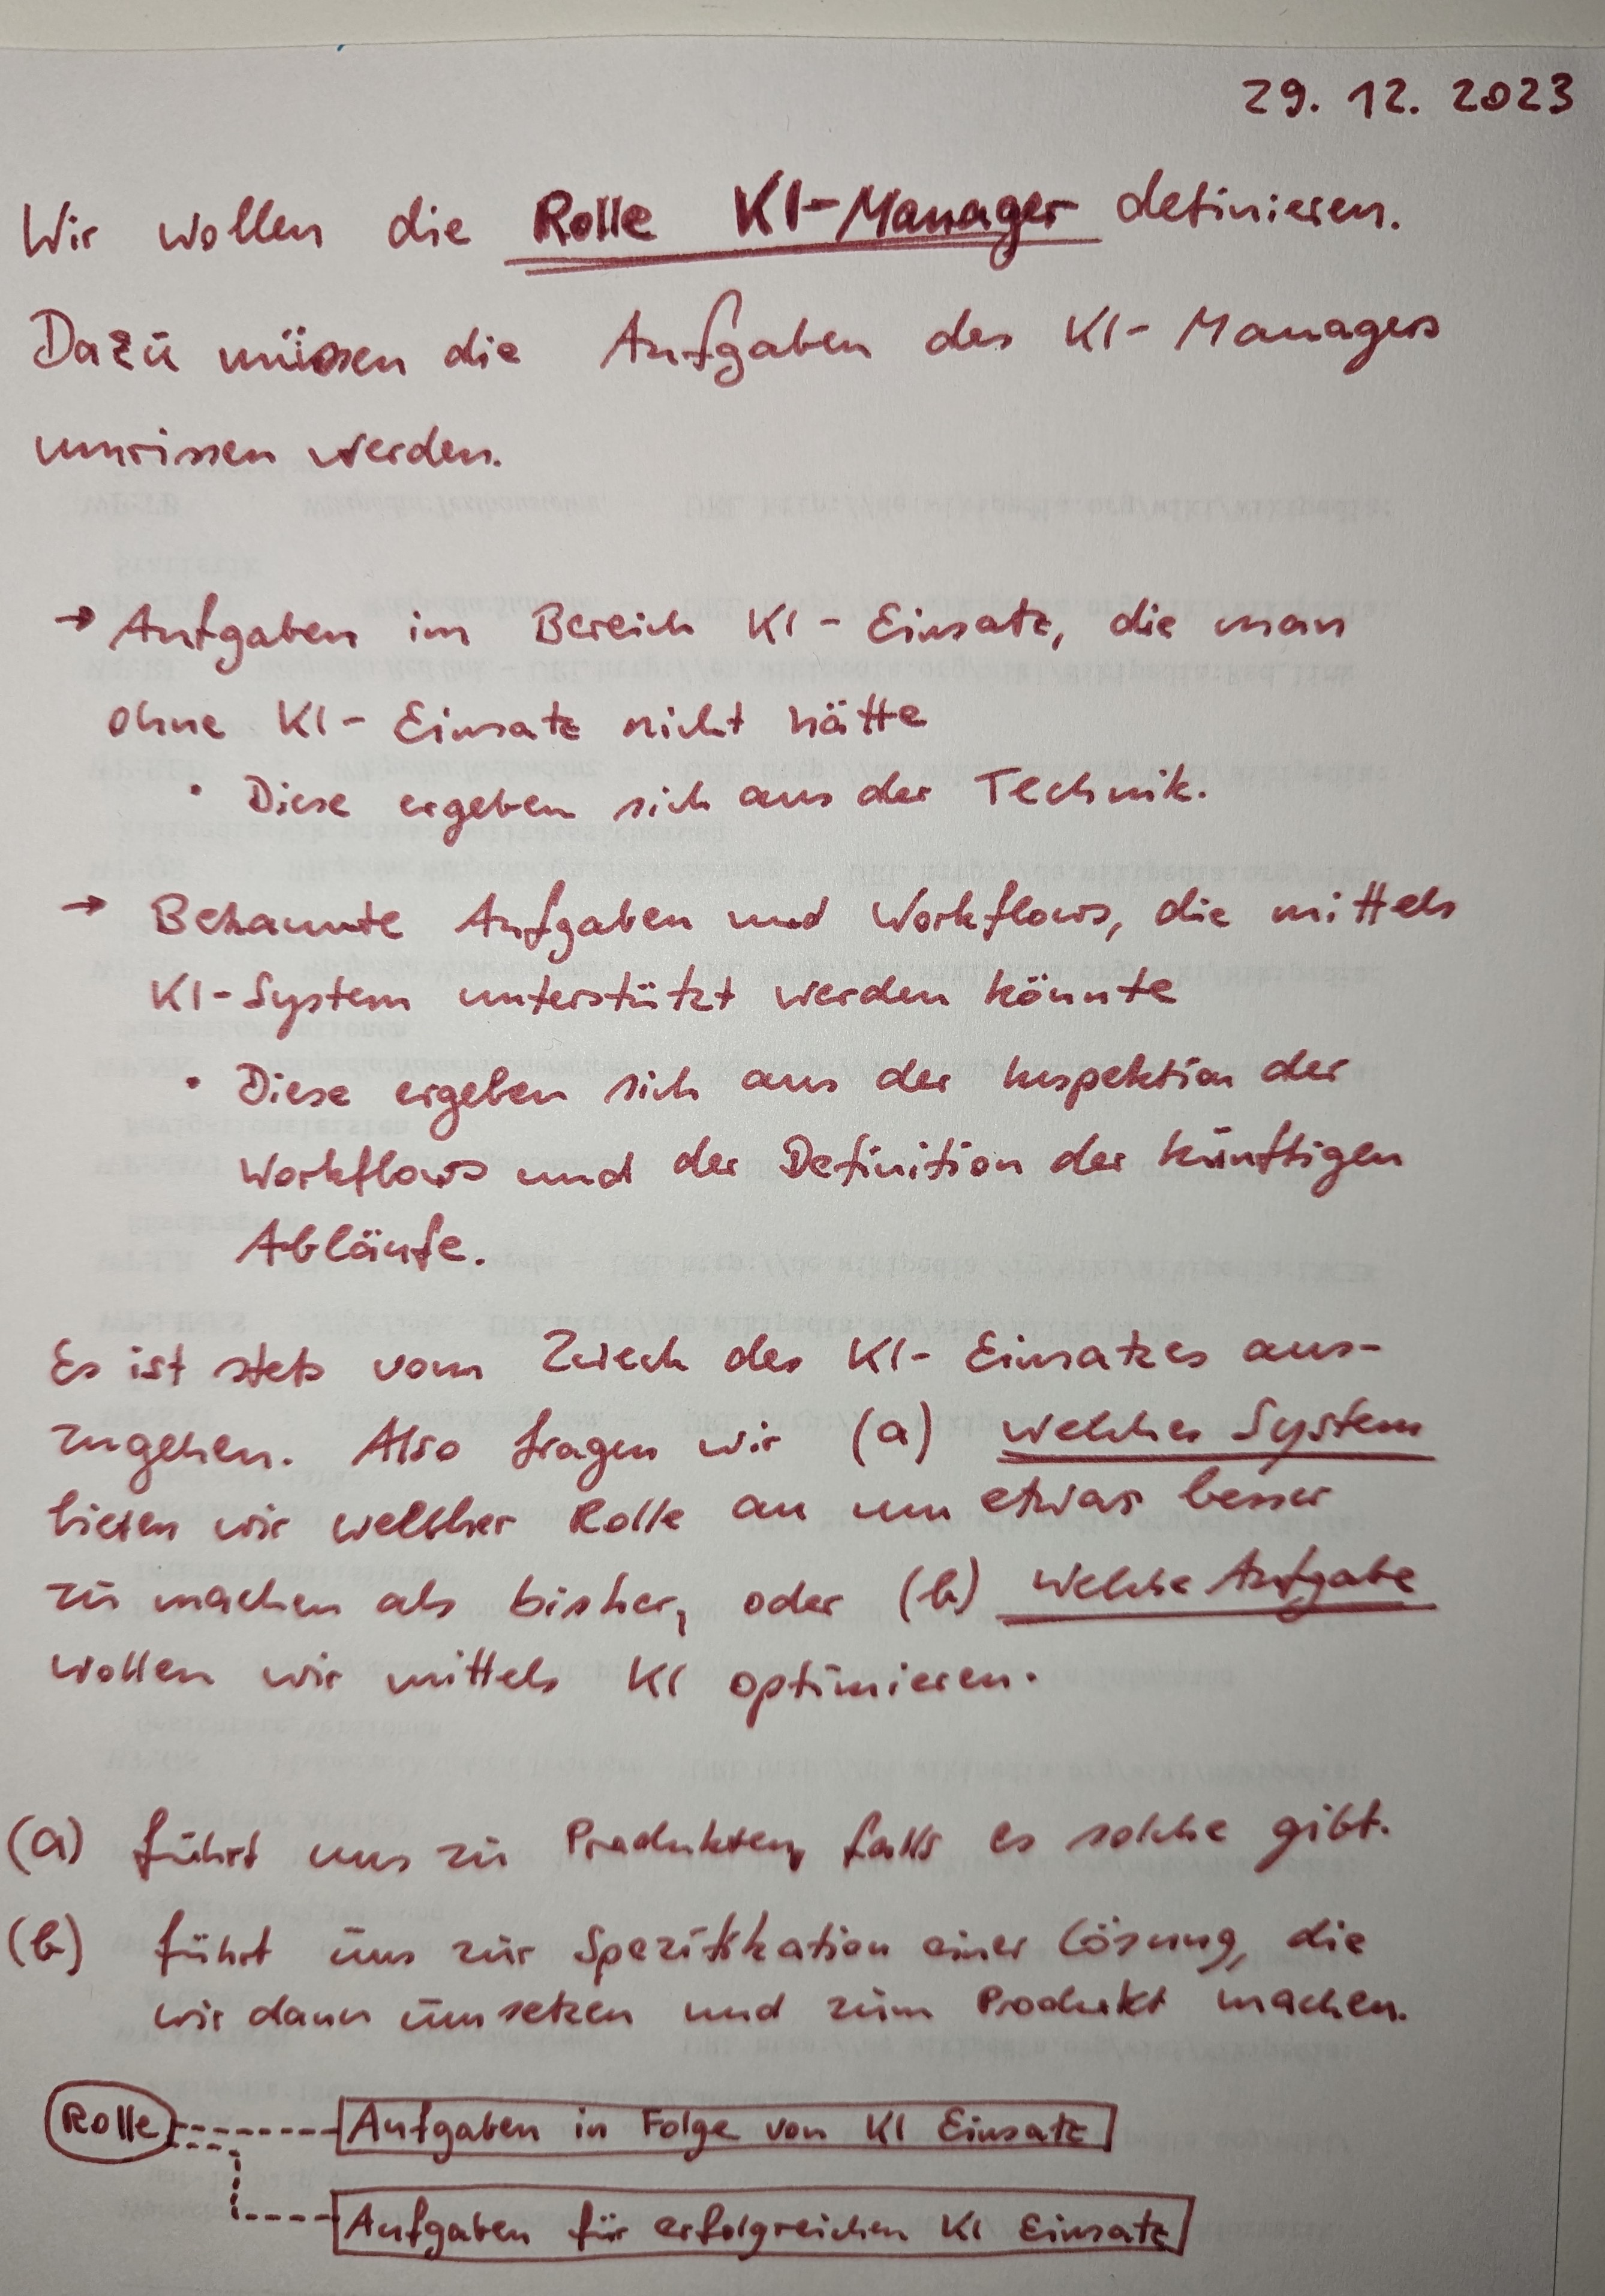 29. 12. 2023
Wir wollen die Rolle KI-Manager definieren.
Dazu müssen die Aufgaben des KI-Managers
umrissen werden.
→ Aufgaben im Bereich KI-Einsatz, die man
ohne KI-Einsatz nicht hätte
• Diese ergeben sich aus der Technik.
→ Bekannte Aufgaben und Workflows, die mittels
KI-System unterstützt werden könnte
• Diese ergeben sich aus der Inspektion der
Workflows und der Definition der künftigen
Abläufe.
Es ist stets vom Zweck des KI-Einsatzes aus-
zugehen. Also fragen wir (a) welches System
bieten wir welcher Rolle an um etwas besser
zu machen als bisher, oder (b) welche Aufgabe
wollen wir mittels KI optimieren.
(a) führt uns zu Produkten, falls es solche gibt.
(b) führt uns zur Spezifikation einer Lösung, die
wir dann umsetzen und zum Produkt machen.
Rolle Aufgaben in Folge von KI Einsatz
Aufgaben für erfolgreichen KI Einsatz